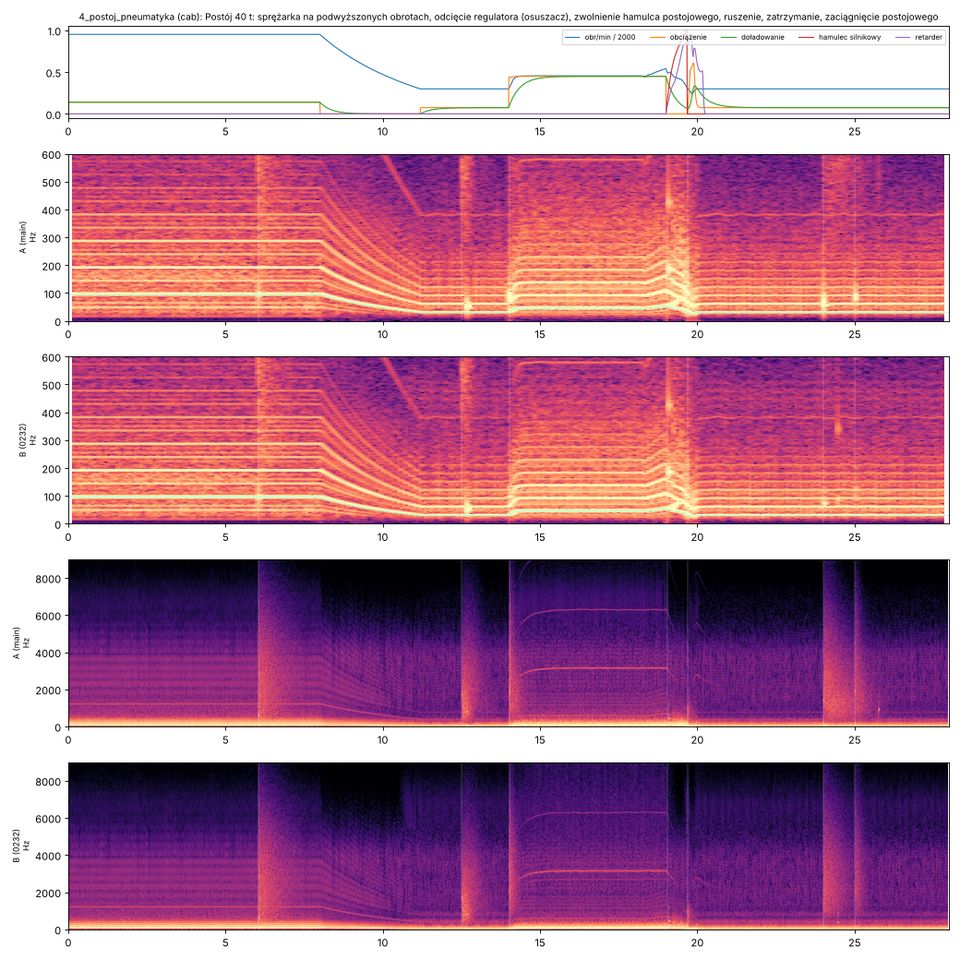 4_postoj_pneumatyka (cab): Postój 40 t: sprężarka na podwyższonych obrotach, odcięcie regulatora (osuszacz), zwolnienie hamulca postojowego, ruszenie, zatrzymanie, zaciągnięcie postojowego
obr/min / 2000 obciążenie doładowanie hamulec silnikowy retarder
1.0
0.5
0.0
0 5 10 15 20 25
A (main)
Hz
600
500
400
300
200
100
0
0 5 10 15 20 25
B (0232)
Hz
600
500
400
300
200
100
0
0 5 10 15 20 25
A (main)
Hz
8000
6000
4000
2000
0
0 5 10 15 20 25
B (0232)
Hz
8000
6000
4000
2000
0
0 5 10 15 20 25